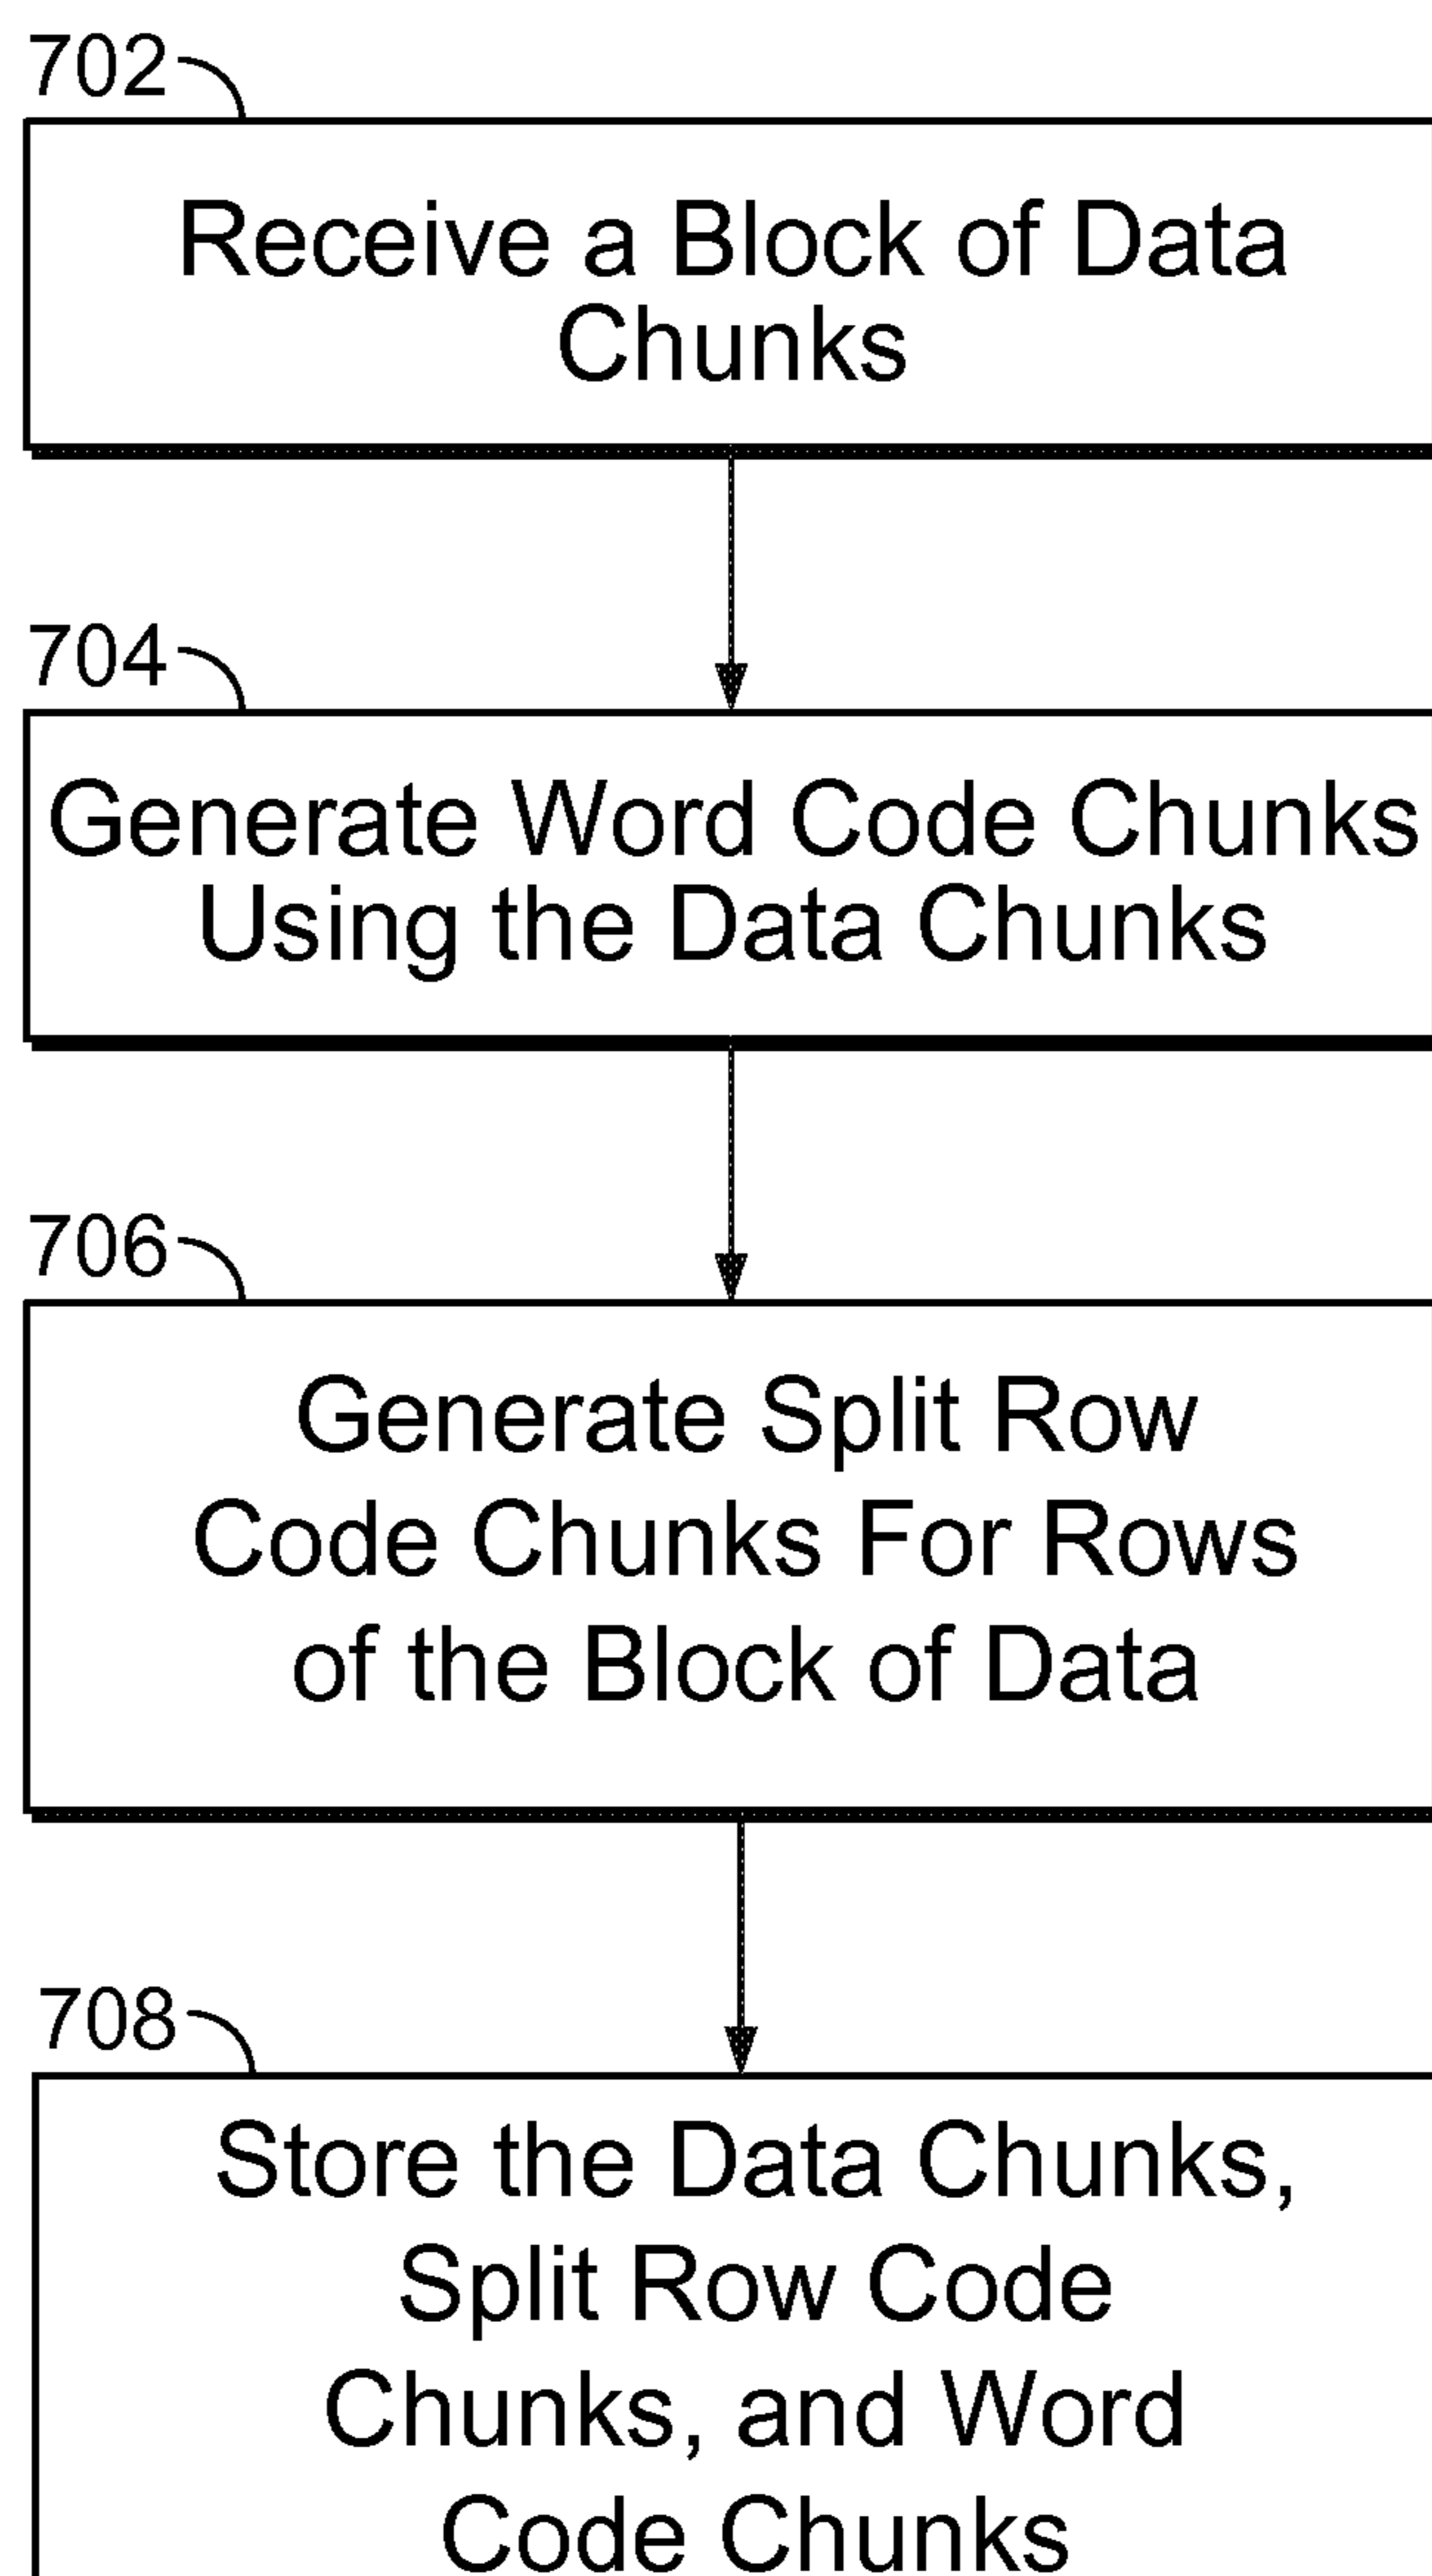 702
Receive a Block of Data
Chunks
704
Generate Word Code Chunks
Using the Data Chunks
706
Generate Split Row
Code Chunks For Rows
of the Block of Data
708
Store the Data Chunks,
Split Row Code
Chunks, and Word
Code Chunks